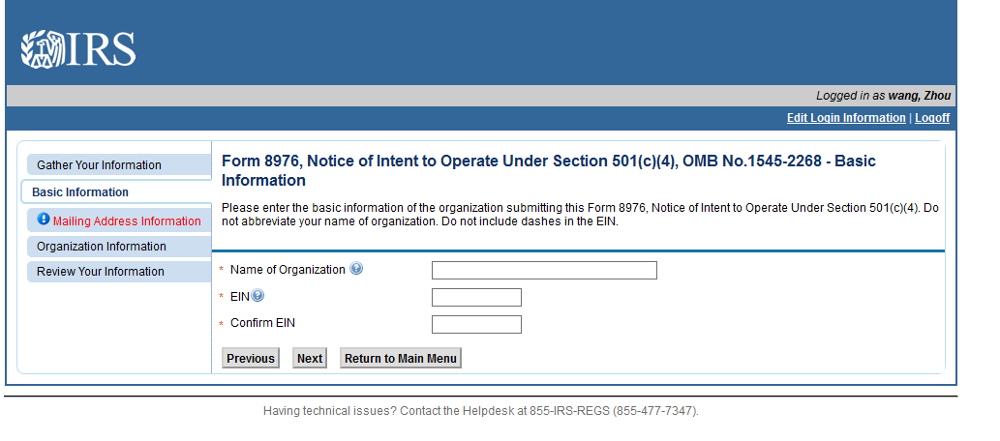 IRS
Logged in as wang, Zhou
Edit Login Information | Logoff
Gather Your Information
Basic Information
Mailing Address Information
Organization Information
Review Your Information
Form 8976, Notice of Intent to Operate Under Section 501(c)(4), OMB No.1545-2268 - Basic
Information
Please enter the basic information of the organization submitting this Form 8976, Notice of Intent to Operate Under Section 501(c)(4). Do
not abbreviate your name of organization. Do not include dashes in the EIN.
* Name of Organization ?
* EIN ?
* Confirm EIN
Previous Next Return to Main Menu
Having technical issues? Contact the Helpdesk at 855-IRS-REGS (855-477-7347).